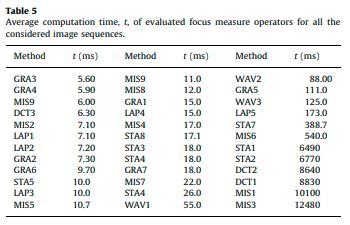 Table 5
Average computation time, t, of evaluated focus measure operators for all the
considered image sequences.
Method t (ms) Method t (ms) Method t (ms)
GRA3 5.60 MIS9 11.0 WAV2 88.00
GRA4 5.90 MIS8 12.0 GRA5 111.0
MIS9 6.00 GRA1 15.0 WAV3 125.0
DCT3 6.30 LAP4 15.0 LAP5 173.0
MIS2 7.10 MIS4 17.0 STA7 388.7
LAP1 7.10 STA8 17.1 MIS6 540.0
LAP2 7.20 STA3 18.0 STA1 6490
GRA2 7.30 STA4 18.0 STA2 6770
GRA6 9.70 GRA7 18.0 DCT2 8640
STA5 10.0 MIS7 22.0 DCT1 8830
LAP3 10.0 STA4 26.0 MIS1 10100
MIS5 10.7 WAV1 55.0 MIS3 12480